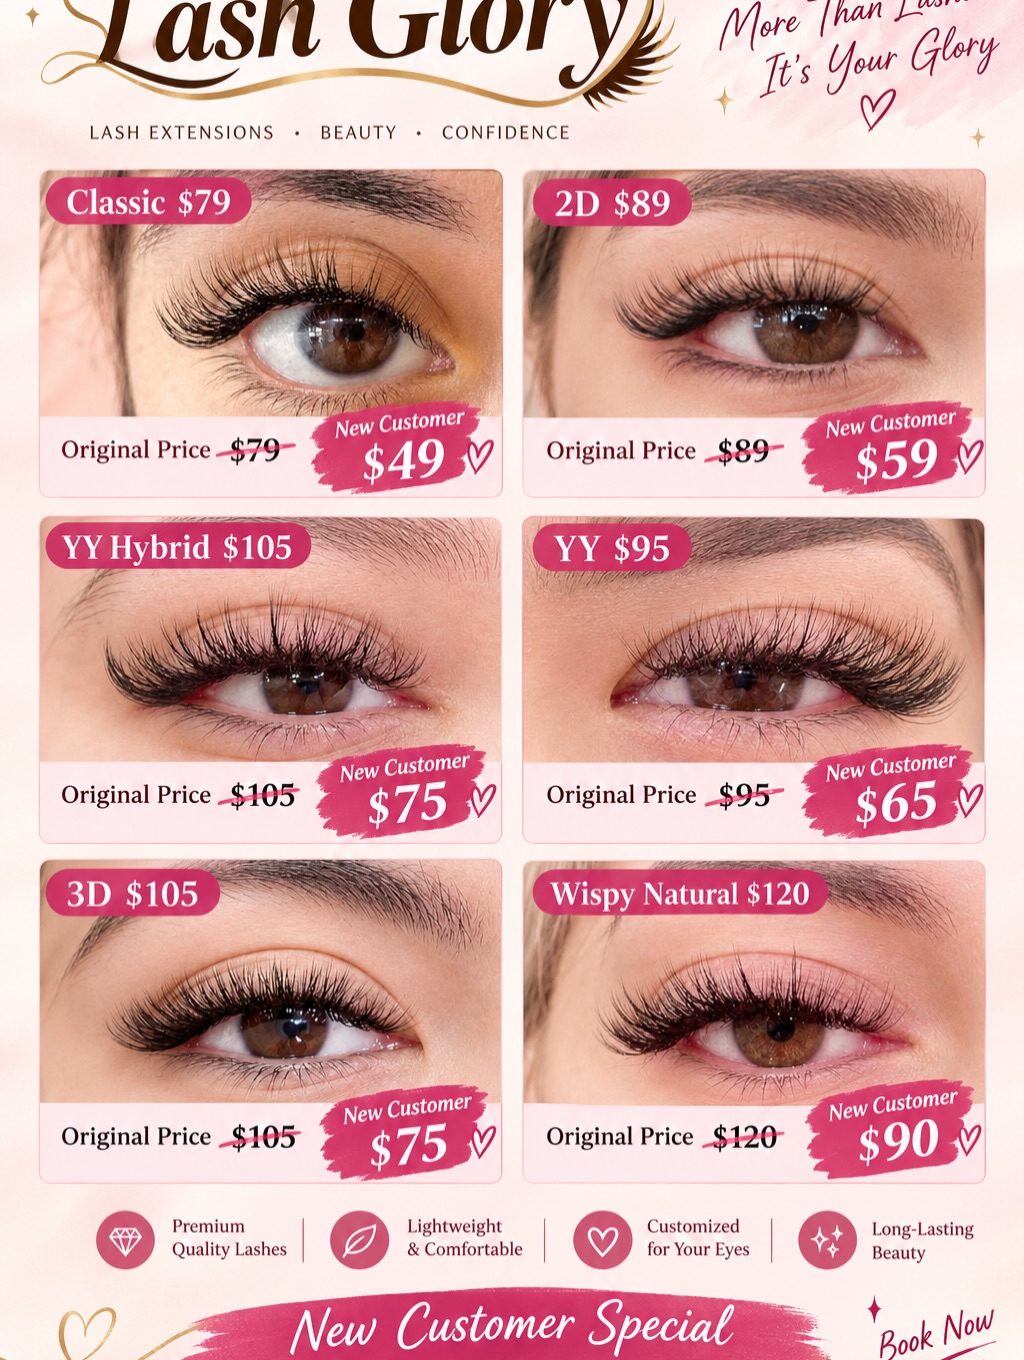 Lash Glory
More Than Lashes
It's Your Glory
LASH EXTENSIONS • BEAUTY • CONFIDENCE
Classic $79
Original Price $79
New Customer
$49
2D $89
Original Price $89
New Customer
$59
YY Hybrid $105
Original Price $105
New Customer
$75
YY $95
Original Price $95
New Customer
$65
3D $105
Original Price $105
New Customer
$75
Wispy Natural $120
Original Price $120
New Customer
$90
Premium
Quality Lashes
Lightweight
& Comfortable
Customized
for Your Eyes
Long-Lasting
Beauty
New Customer Special
Book Now